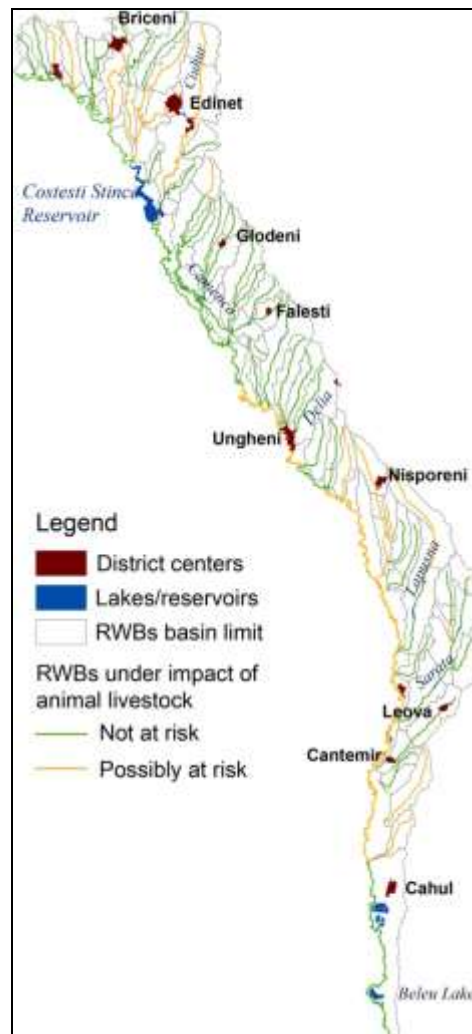 Briceni
Ciuhur
Edinet
Costesti Stinca
Reservoir
Glodeni
Camenca
Falesti
Delia
Ungheni
Nisporeni
Lapusna
Sarata
Leova
Cantemir
Cahul
Beleu Lake
Legend
District centers
Lakes/reservoirs
RWBs basin limit
RWBs under impact of
animal livestock
Not at risk
Possibly at risk